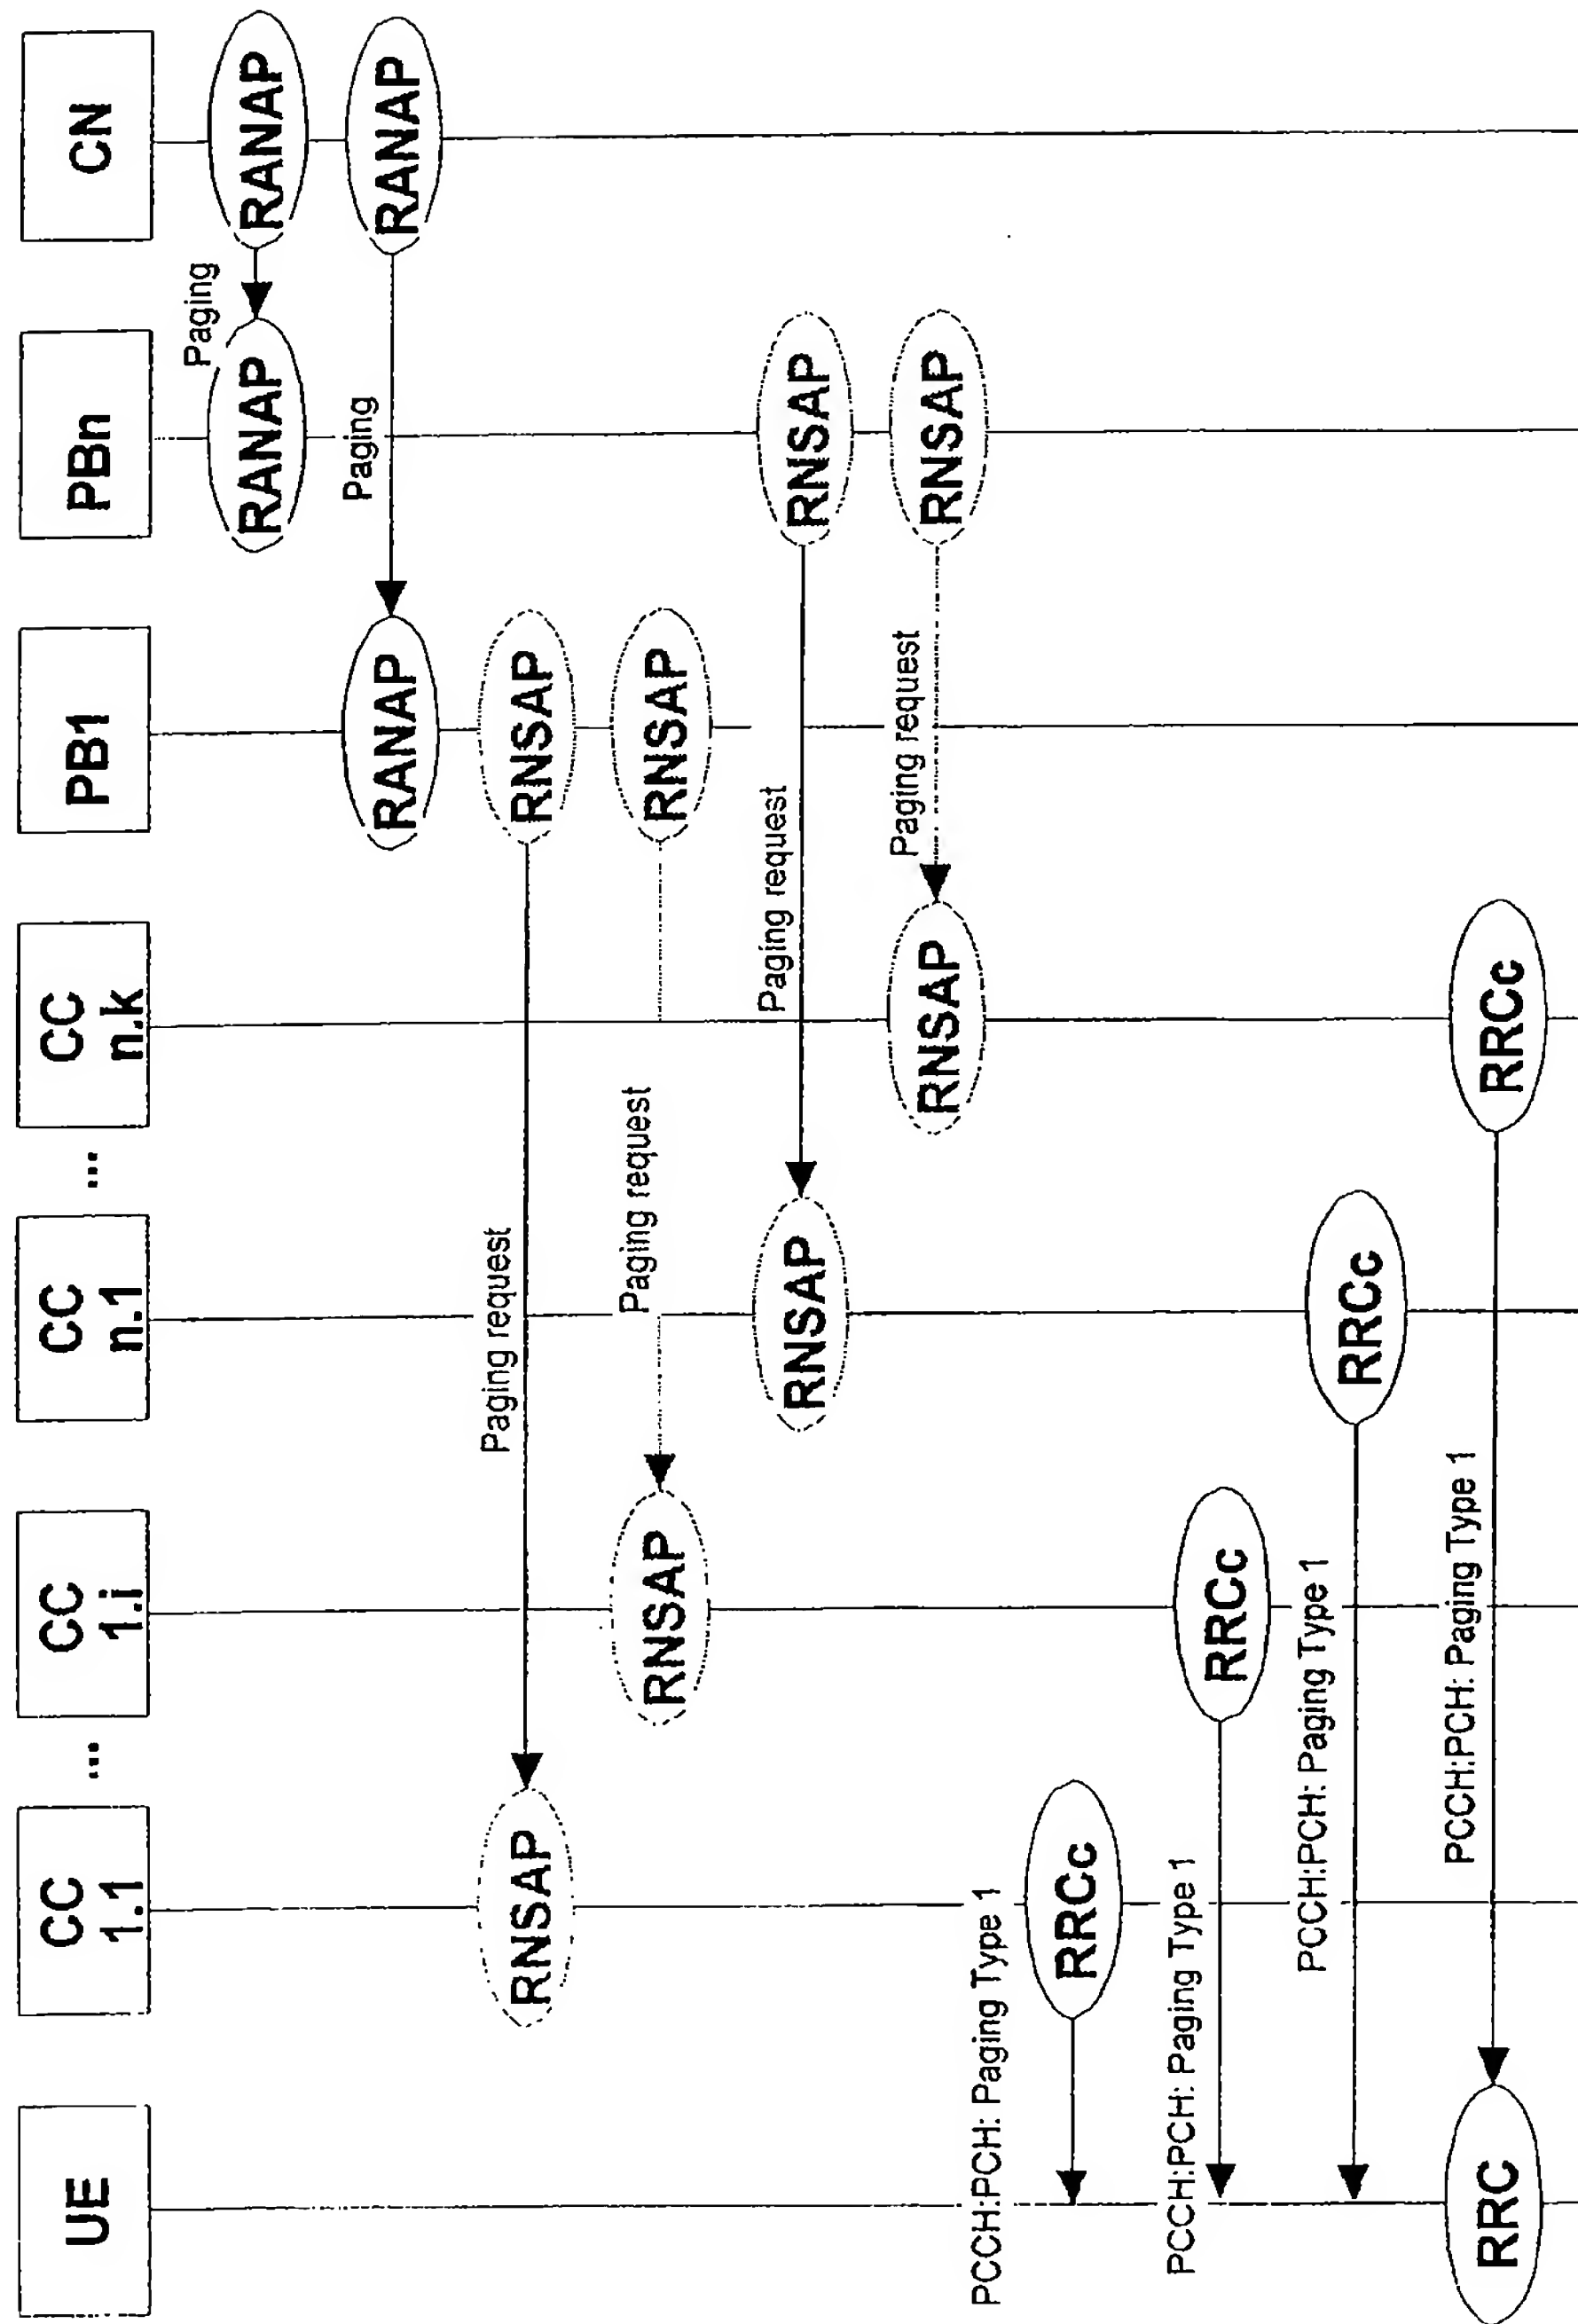 UE
CC
1.1
...
CC
1.i
CC
n.1
...
CC
n.k
PB1
PBn
CN
Paging
RANAP
RANAP
Paging
RANAP
RANAP
Paging request
RNSAP
RNSAP
Paging request
RNSAP
RNSAP
Paging request
RNSAP
RNSAP
Paging request
RNSAP
RNSAP
PCCH:PCH: Paging Type 1
RRCc
PCCH:PCH: Paging Type 1
RRCc
PCCH:PCH: Paging Type 1
RRCc
PCCH:PCH: Paging Type 1
RRC
RRCc